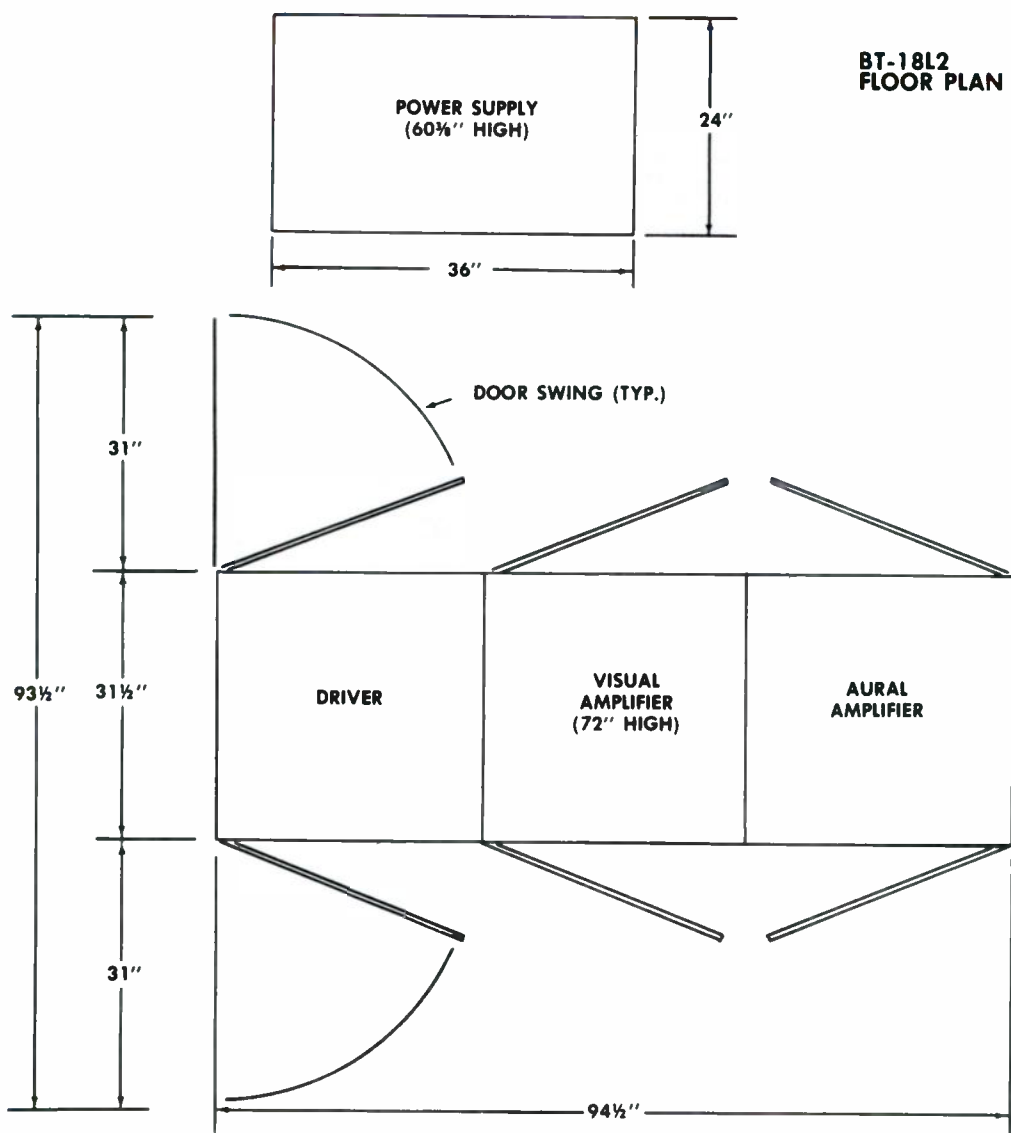 BT-18L2
FLOOR PLAN
POWER SUPPLY
(60⅜" HIGH)
24"
36"
DOOR SWING (TYP.)
31"
93½"
31½"
DRIVER
VISUAL
AMPLIFIER
(72" HIGH)
AURAL
AMPLIFIER
31"
94½"